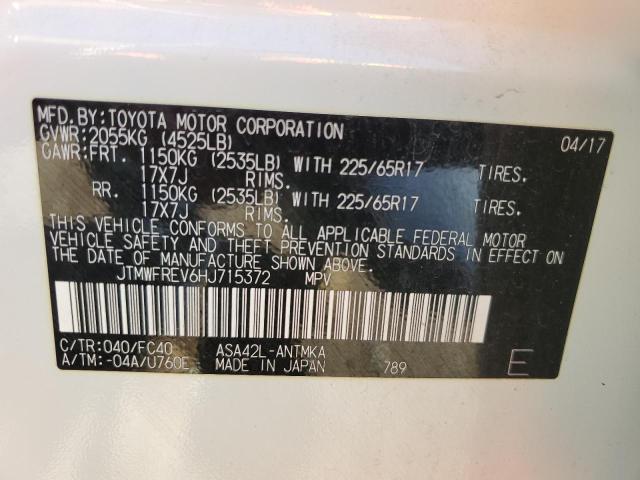 MFD.BY:TOYOTA MOTOR CORPORATION 04/17
GVWR:2055KG (4525LB)
GAWR:FRT. 1150KG (2535LB) WITH 225/65R17 TIRES.
17X7J RIMS.
RR. 1150KG (2535LB) WITH 225/65R17 TIRES.
17X7J RIMS.
THIS VEHICLE CONFORMS TO ALL APPLICABLE FEDERAL MOTOR
VEHICLE SAFETY AND THEFT PREVENTION STANDARDS IN EFFECT ON
THE DATE OF MANUFACTURE SHOWN ABOVE.
JTMWFREV6HJ715372 MPV
C/TR:040/FC40 ASA42L-ANTMKA
A/TM:-04A/U760E MADE IN JAPAN 789 E